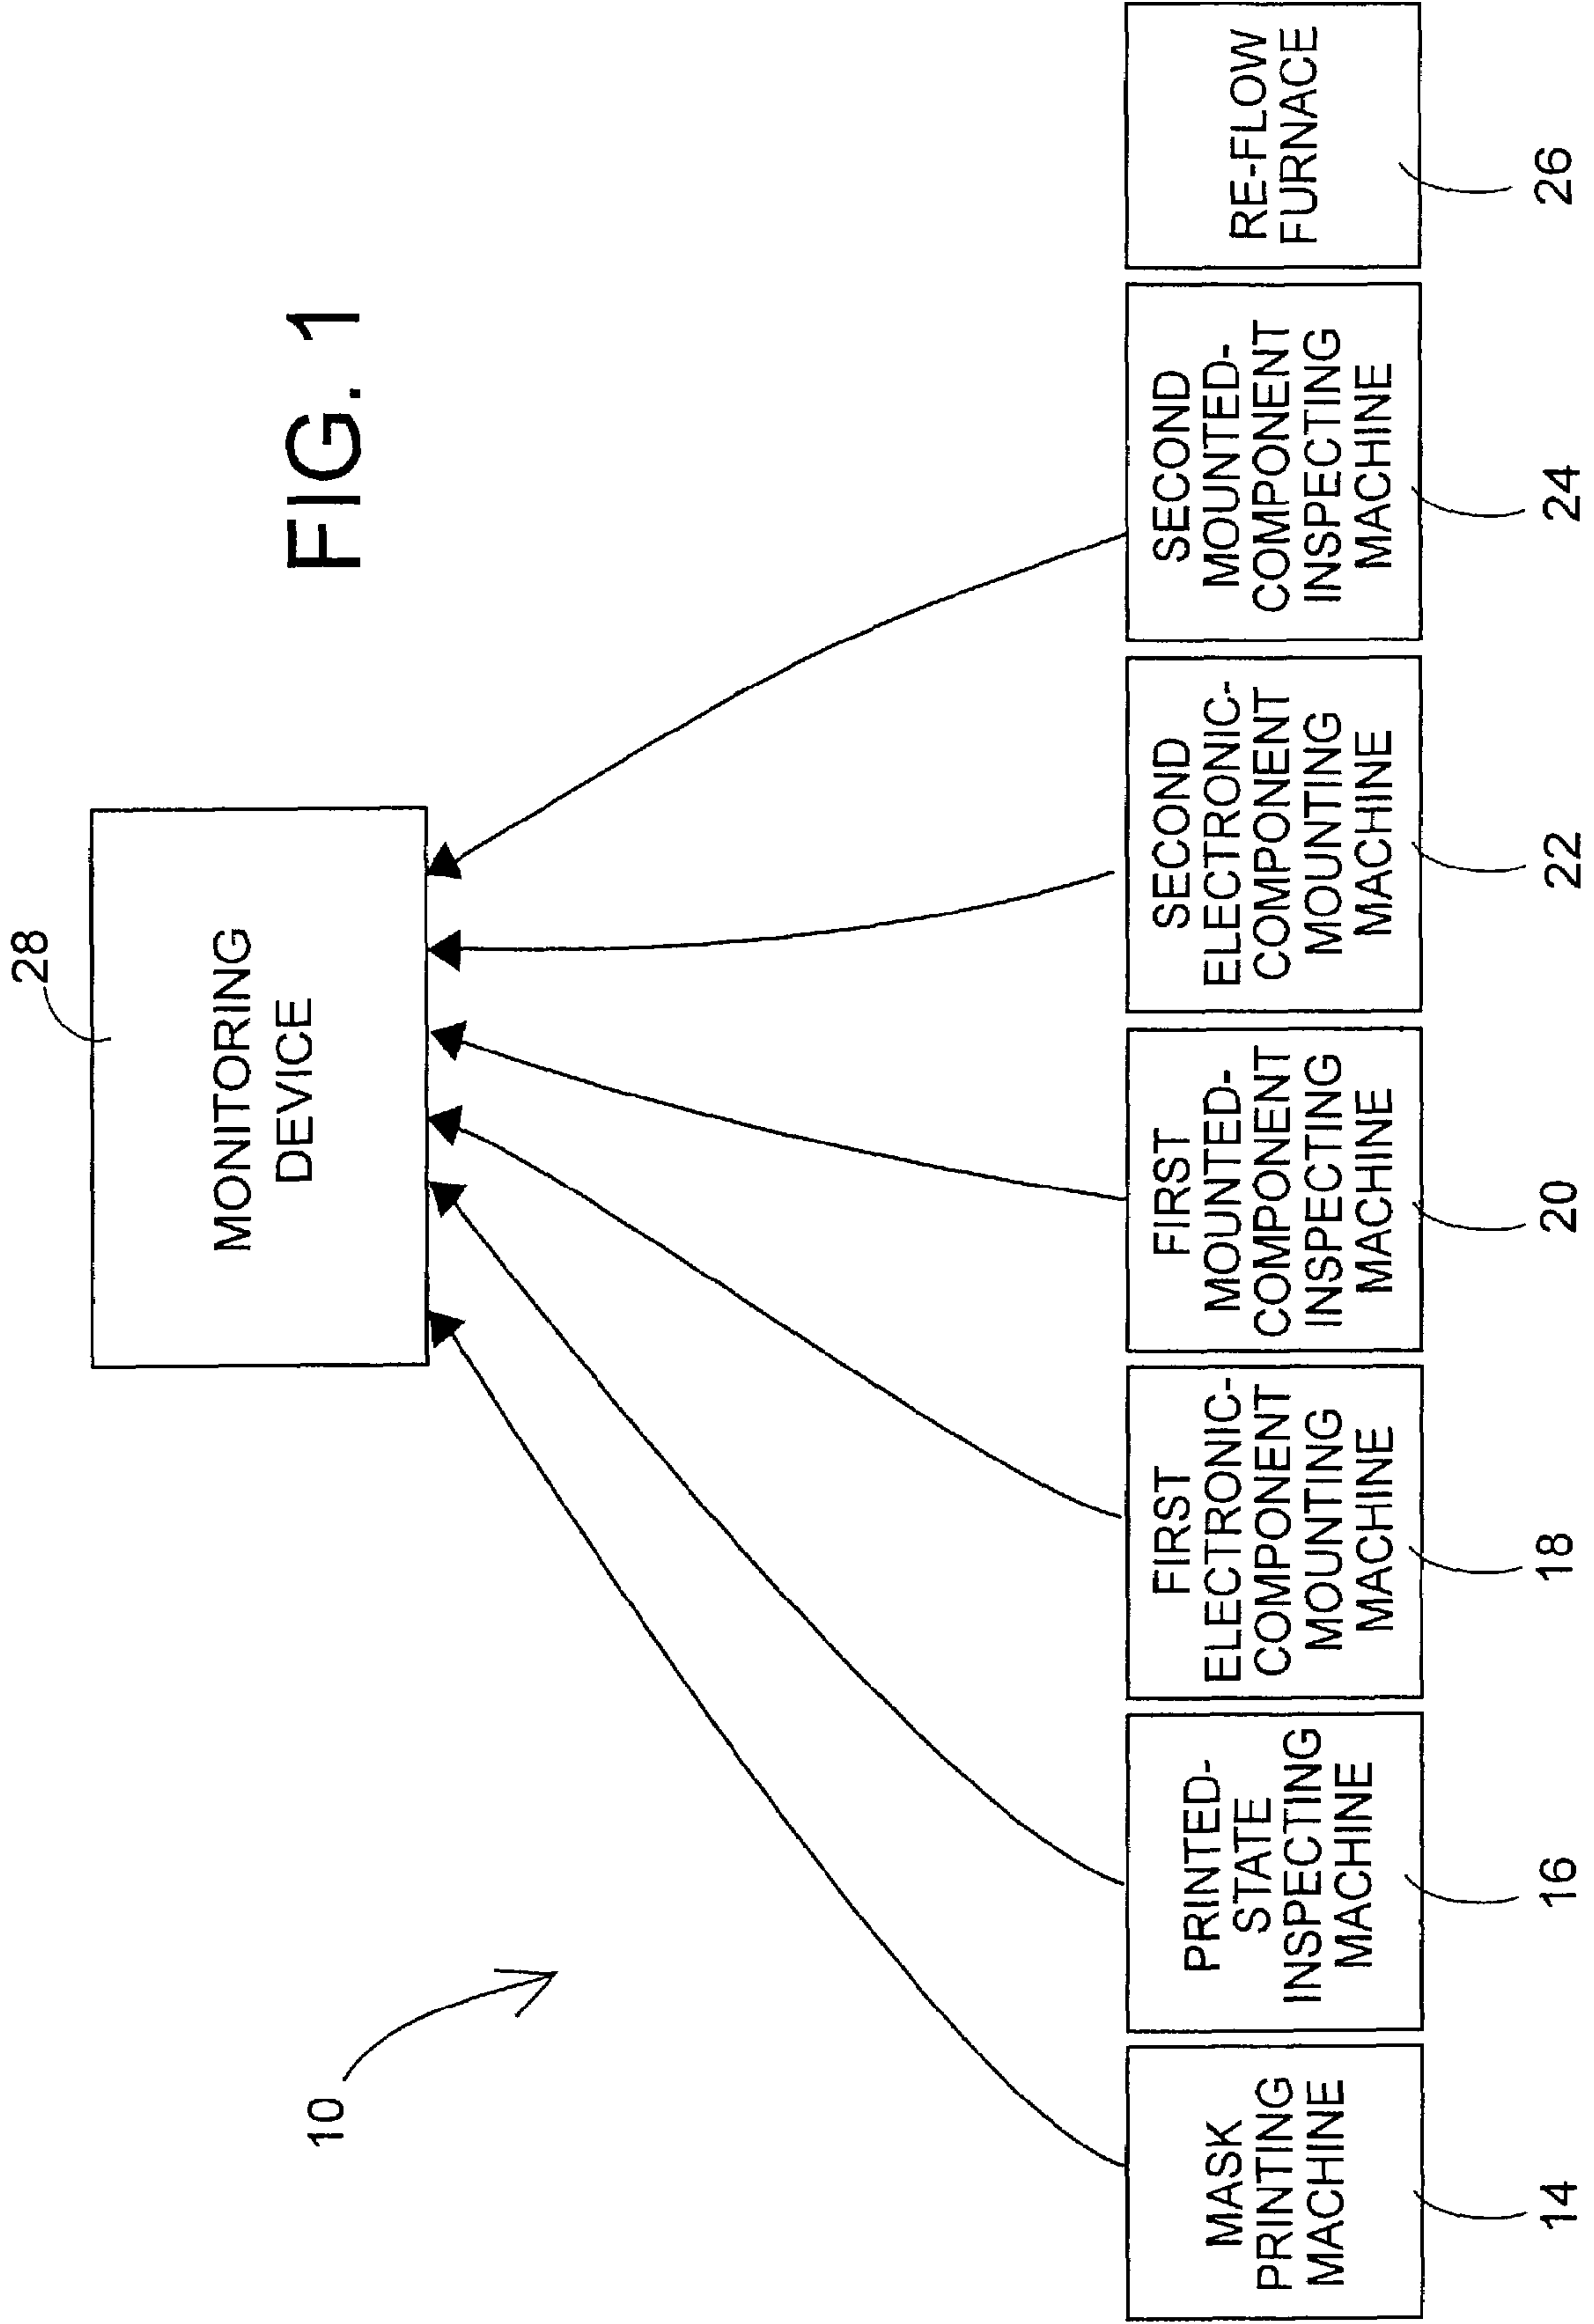 FIG. 1
28
MONITORING
DEVICE
10
MASK
PRINTING
MACHINE
14
PRINTED-
STATE
INSPECTING
MACHINE
16
FIRST
ELECTRONIC-
COMPONENT
MOUNTING
MACHINE
18
FIRST
MOUNTED-
COMPONENT
INSPECTING
MACHINE
20
SECOND
ELECTRONIC-
COMPONENT
MOUNTING
MACHINE
22
SECOND
MOUNTED-
COMPONENT
INSPECTING
MACHINE
24
RE-FLOW
FURNACE
26